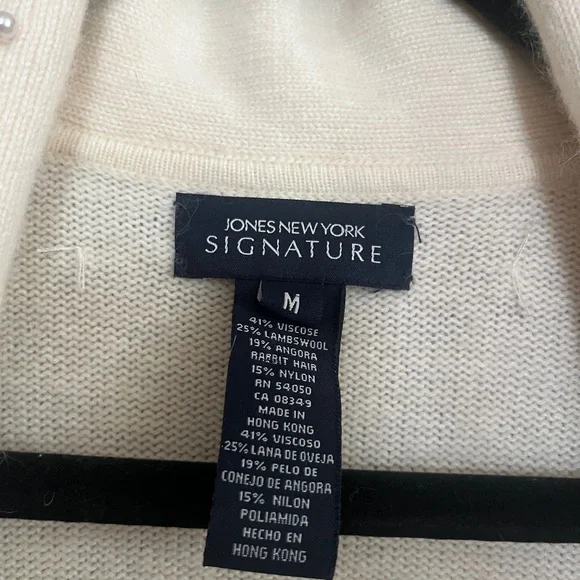 JONES NEW YORK
SIGNATURE
M
41% VISCOSE
25% LAMBSWOOL
19% ANGORA
RABBIT HAIR
15% NYLON
RN 54050
CA 08349
MADE IN
HONG KONG
41% VISCOSO
25% LANA DE OVEJA
19% PELO DE
CONEJO DE ANGORA
15% NILON
POLIAMIDA
HECHO EN
HONG KONG